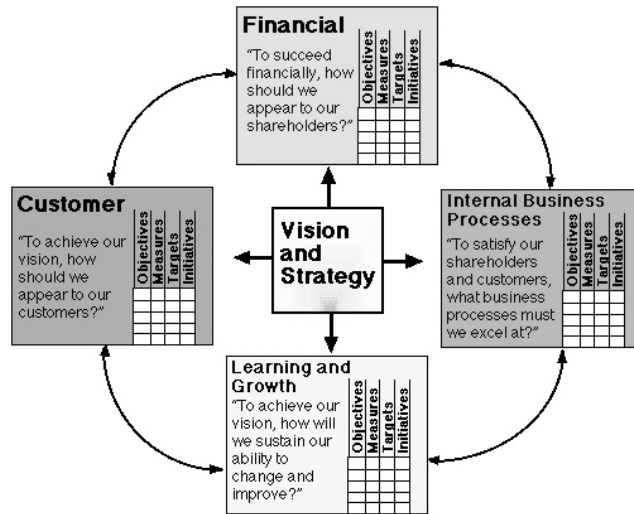 Financial
“To succeed
financially, how
should we
appear to our
shareholders?”
Objectives
Measures
Targets
Initiatives
Customer
“To achieve our
vision, how
should we
appear to our
customers?”
Objectives
Measures
Targets
Initiatives
Vision
and
Strategy
Internal Business
Processes
“To satisfy our
shareholders
and customers,
what business
processes must
we excel at?”
Objectives
Measures
Targets
Initiatives
Learning and
Growth
“To achieve our
vision, how will
we sustain our
ability to
change and
improve?”
Objectives
Measures
Targets
Initiatives